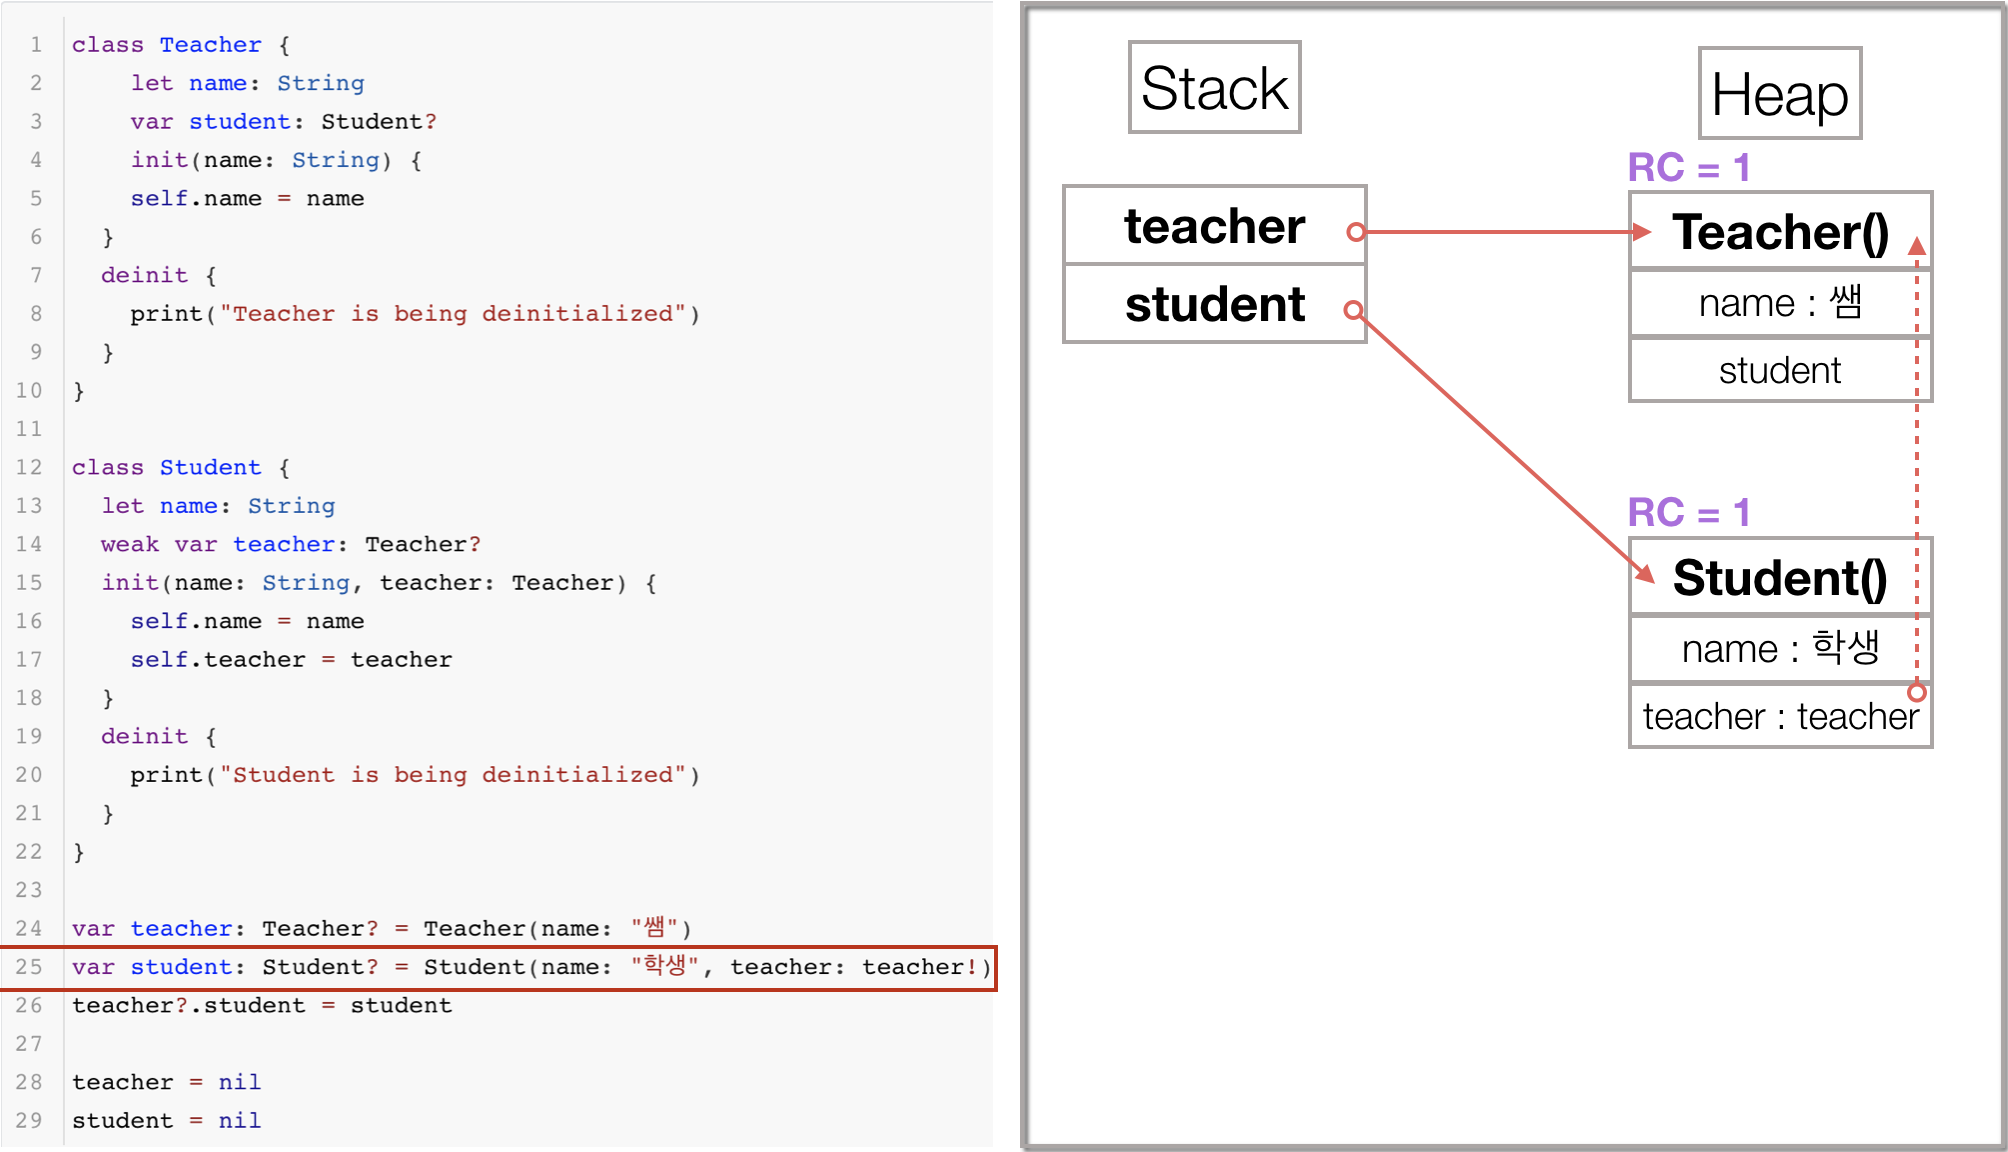 1 class Teacher {
2     let name: String
3     var student: Student?
4     init(name: String) {
5     self.name = name
6   }
7   deinit {
8     print("Teacher is being deinitialized")
9   }
10 }
11
12 class Student {
13   let name: String
14   weak var teacher: Teacher?
15   init(name: String, teacher: Teacher) {
16     self.name = name
17     self.teacher = teacher
18   }
19   deinit {
20     print("Student is being deinitialized")
21   }
22 }
23
24 var teacher: Teacher? = Teacher(name: "쌤")
25 var student: Student? = Student(name: "학생", teacher: teacher!)
26 teacher?.student = student
27
28 teacher = nil
29 student = nil
Stack
teacher
student
Heap
RC = 1
Teacher()
name : 쌤
student
RC = 1
Student()
name : 학생
teacher : teacher